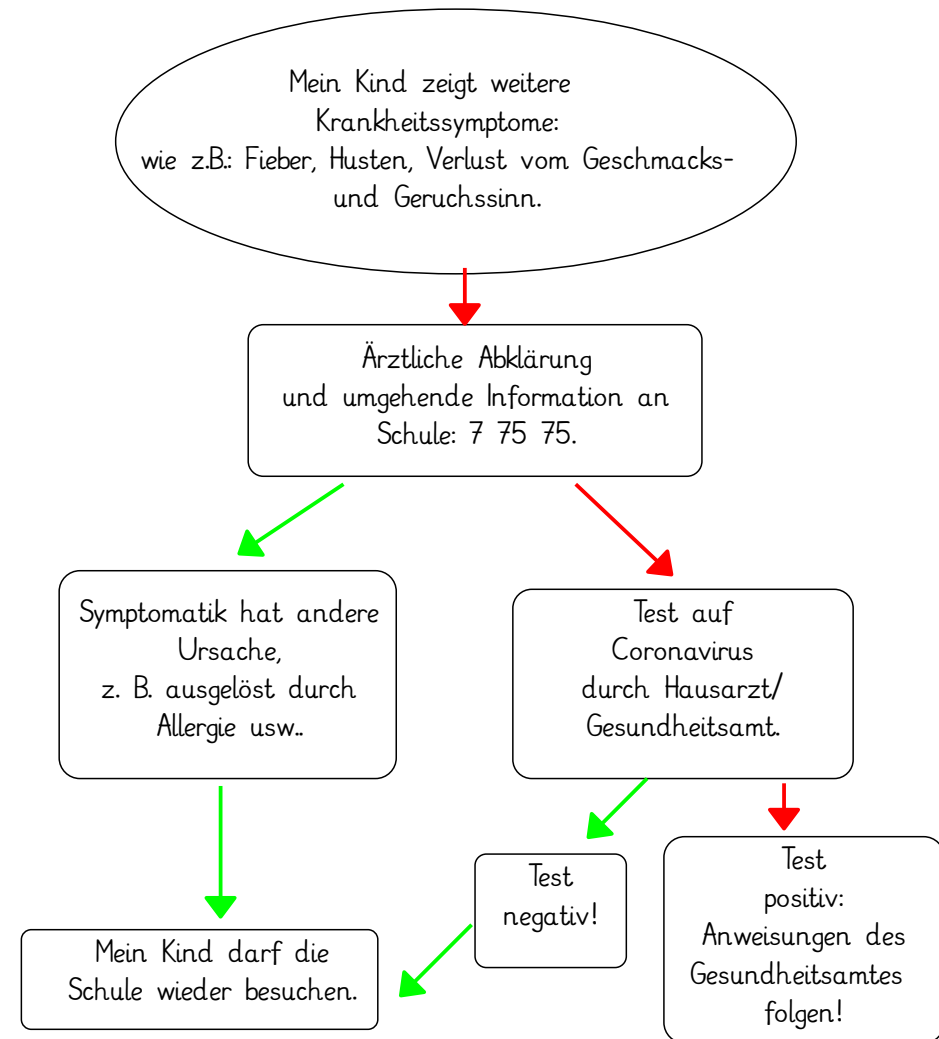 Mein Kind zeigt weitere
Krankheitssymptome:
wie z.B.: Fieber, Husten, Verlust vom Geschmacks-
und Geruchssinn.
Ärztliche Abklärung
und umgehende Information an
Schule: 7 75 75.
Symptomatik hat andere
Ursache,
z. B. ausgelöst durch
Allergie usw..
Test auf
Coronavirus
durch Hausarzt/
Gesundheitsamt.
Test
negativ!
Test
positiv:
Anweisungen des
Gesundheitsamtes
folgen!
Mein Kind darf die
Schule wieder besuchen.